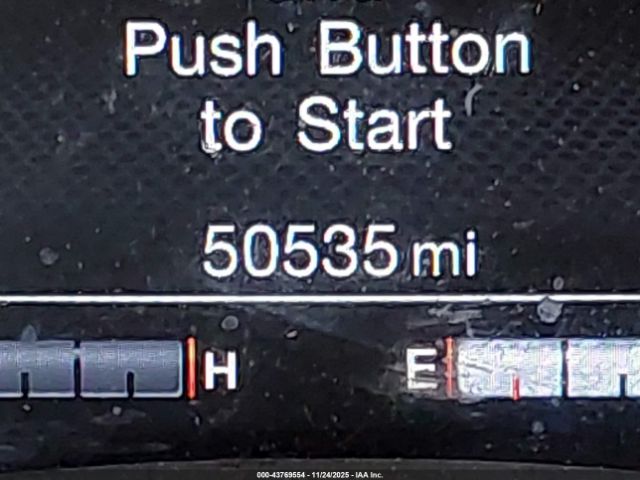 Push Button
to Start
50535 mi
H E
000-43769554 - 11/24/2025 - IAA Inc.